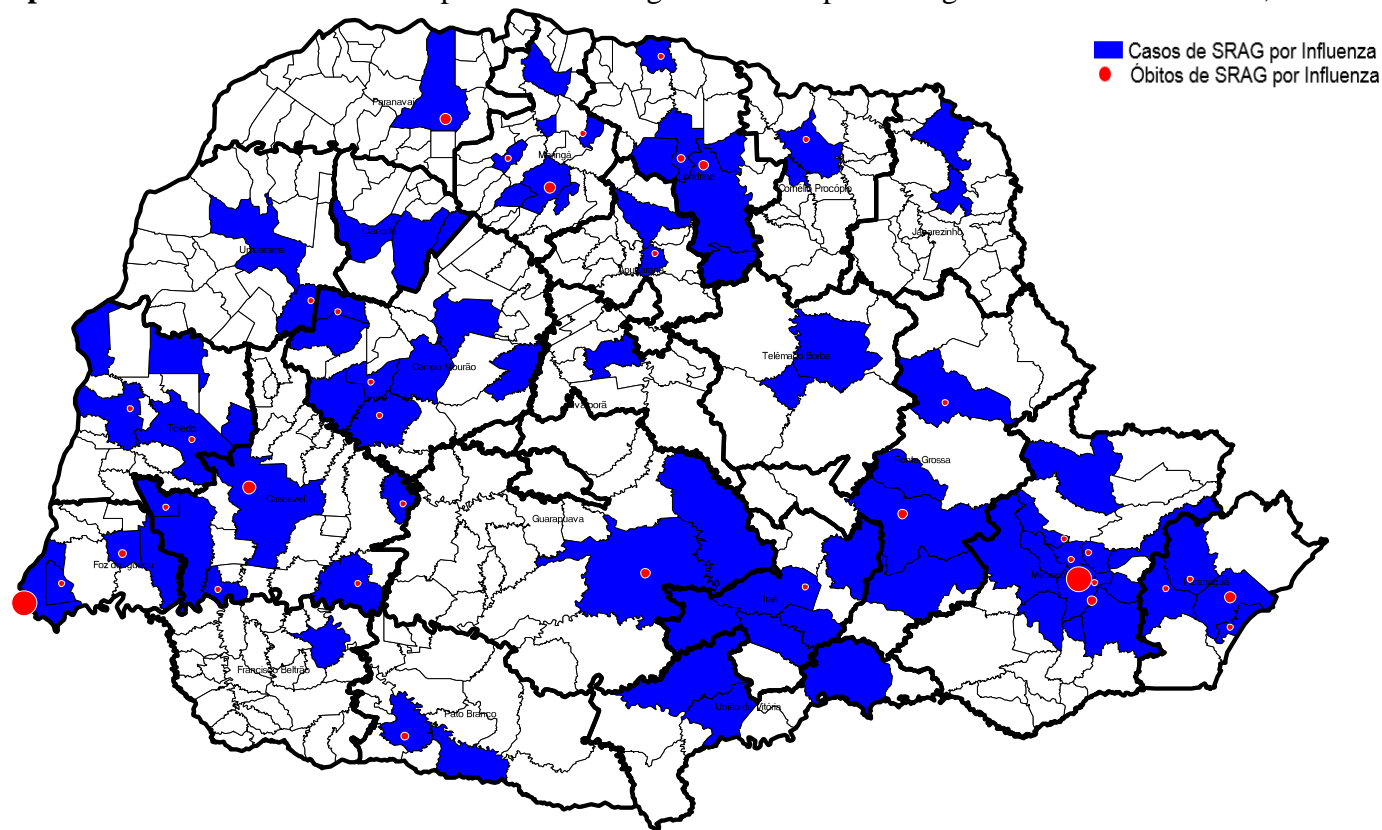 Casos de SRAG por Influenza
Óbitos de SRAG por Influenza
Paranavaí
Maringá
Londrina
Cornélio Procópio
Jacarezinho
Cianorte
Umuarama
Apucarana
Telêmaco Borba
Campo Mourão
Ivaiporã
Toledo
Ponta Grossa
Cascavel
Guarapuava
Foz do Iguaçu
Paranaguá
Irati
Francisco Beltrão
União da Vitória
Pato Branco